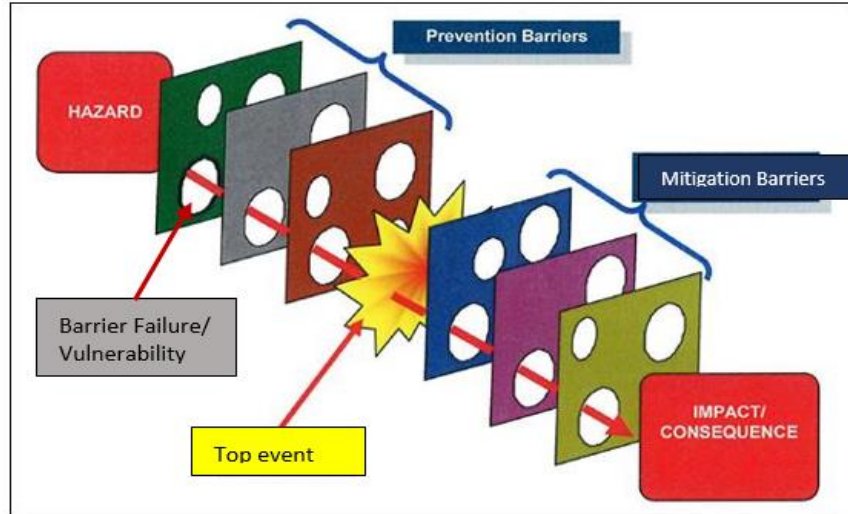 Prevention Barriers
HAZARD
Mitigation Barriers
Barrier Failure/
Vulnerability
Top event
IMPACT/
CONSEQUENCE